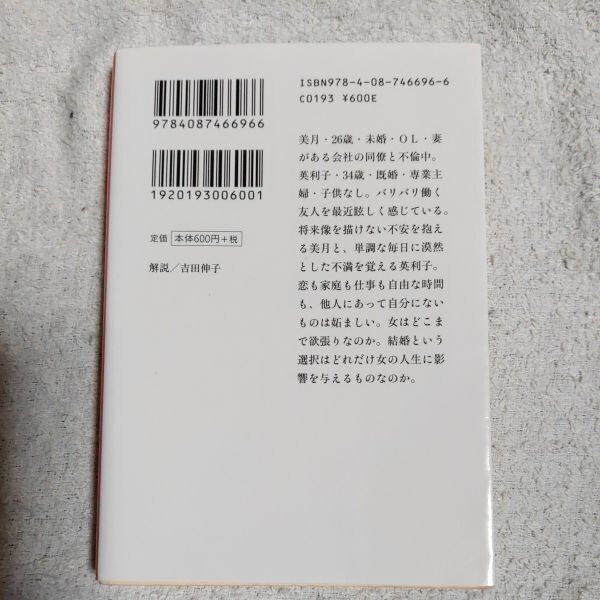 ISBN978-4-08-746696-6
C0193 ¥600E
9784087466966
1920193006001
定価 本体600円+税
解説／吉田伸子
美月・26歳・未婚・OL・妻
がある会社の同僚と不倫中。
英利子・34歳・既婚・専業主
婦・子供なし。バリバリ働く
友人を最近眩しく感じている。
将来像を描けない不安を抱え
る美月と、単調な毎日に漠然
とした不満を覚える英利子。
恋も家庭も仕事も自由な時間
も、他人にあって自分にない
ものは妬ましい。女はどこま
で欲張りなのか。結婚という
選択はどれだけ女の人生に影
響を与えるものなのか。